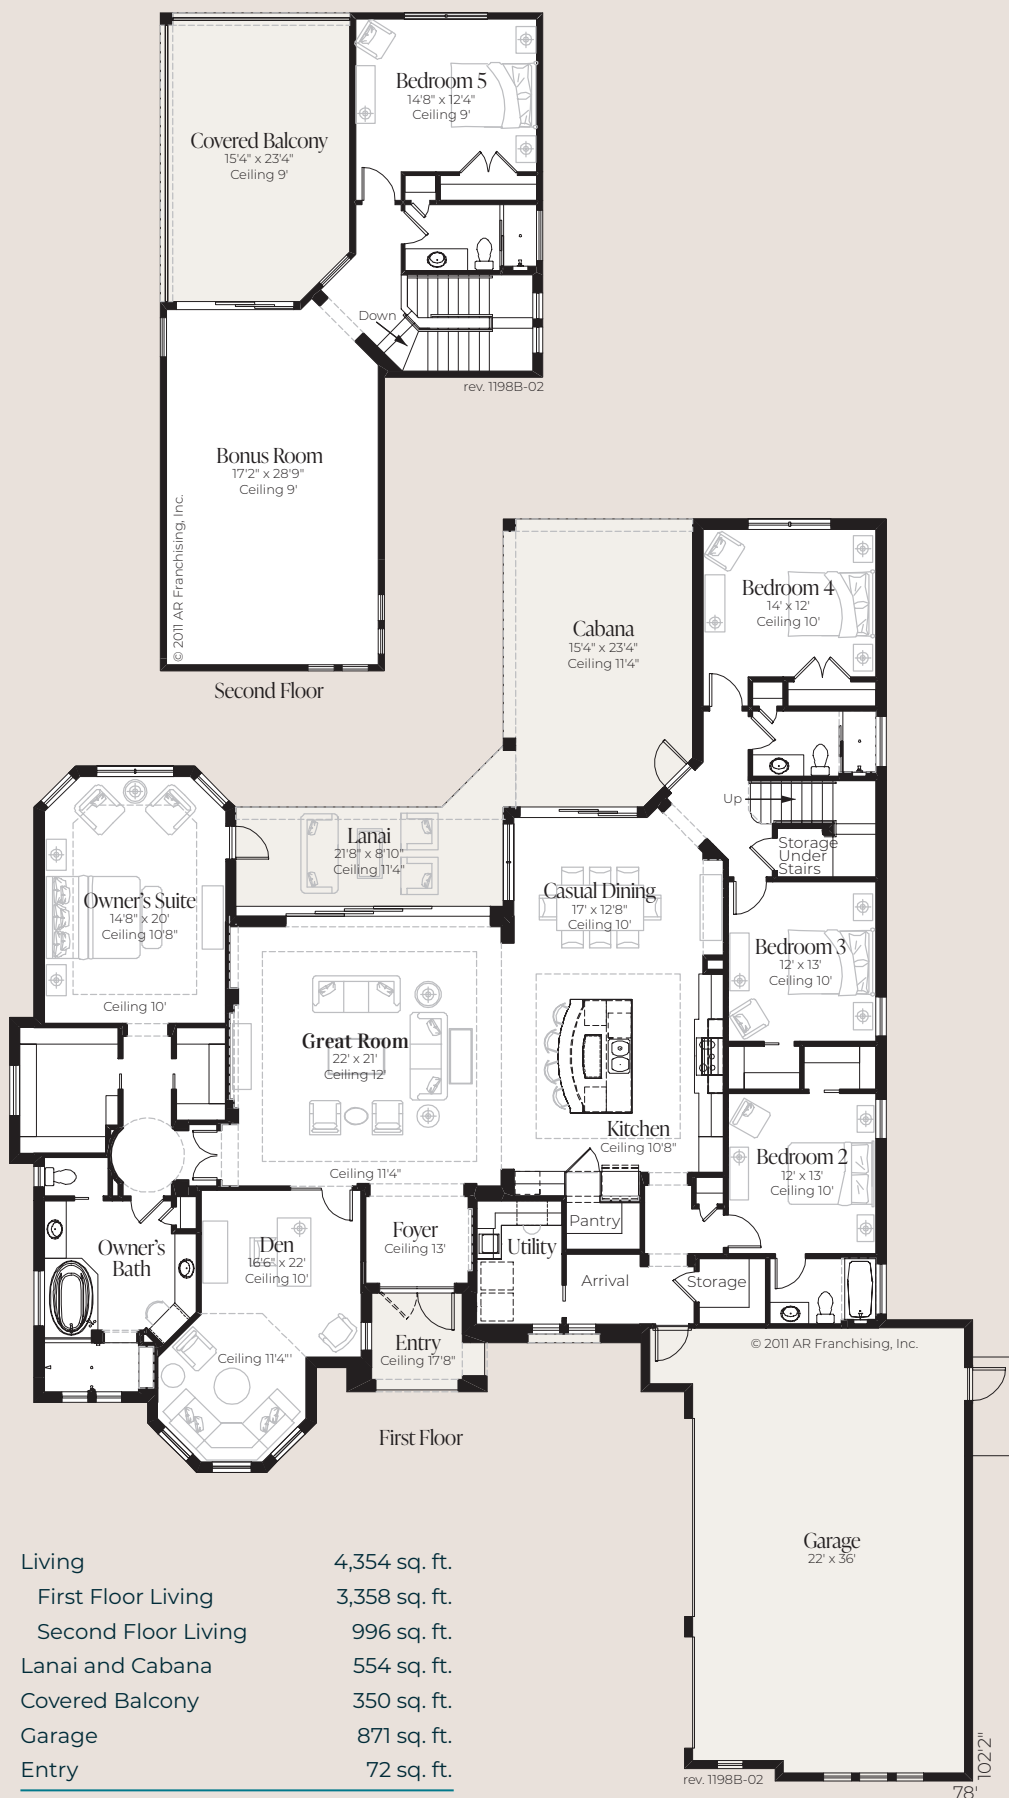 Bedroom 5
14'8" x 12'4"
Ceiling 9'
Covered Balcony
15'4" x 23'4"
Ceiling 9'
Down
rev. 1198B-02
Bonus Room
17'2" x 28'9"
Ceiling 9'
© 2011 AR Franchising, Inc.
Second Floor
Bedroom 4
14' x 12'
Ceiling 10'
Cabana
15'4" x 23'4"
Ceiling 11'4"
Up
Storage
Under
Stairs
Lanai
21'8" x 8'10"
Ceiling 11'4"
Owner's Suite
14'8" x 20'
Ceiling 10'8"
Ceiling 10'
Casual Dining
17' x 12'8"
Ceiling 10'
Bedroom 3
12' x 13'
Ceiling 10'
Great Room
22' x 21'
Ceiling 12'
Ceiling 11'4"
Kitchen
Ceiling 10'8"
Bedroom 2
12' x 13'
Ceiling 10'
Pantry
Foyer
Ceiling 13'
Utility
Owner's
Bath
Den
16'6" x 22'
Ceiling 10'
Arrival
Storage
Entry
Ceiling 17'8"
Ceiling 11'4"
© 2011 AR Franchising, Inc.
First Floor
Garage
22' x 36'
Living 4,354 sq. ft.
First Floor Living 3,358 sq. ft.
Second Floor Living 996 sq. ft.
Lanai and Cabana 554 sq. ft.
Covered Balcony 350 sq. ft.
Garage 871 sq. ft.
Entry 72 sq. ft.
rev. 1198B-02
102'2"
78'